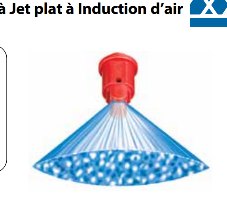 à Jet plat à Induction d'air